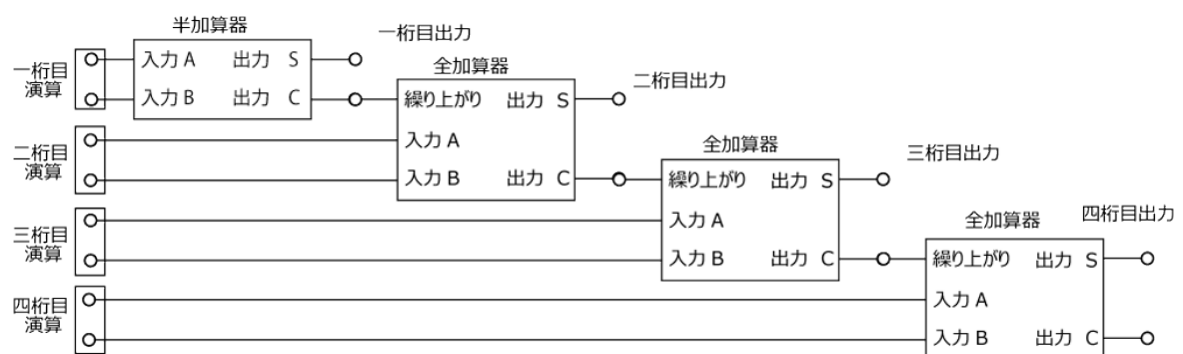 半加算器
一桁目出力
一桁目
演算
入力 A 出力 S
入力 B 出力 C
全加算器
二桁目出力
繰り上がり 出力 S
入力 A
入力 B 出力 C
二桁目
演算
全加算器
三桁目出力
繰り上がり 出力 S
入力 A
入力 B 出力 C
三桁目
演算
全加算器
四桁目出力
繰り上がり 出力 S
入力 A
入力 B 出力 C
四桁目
演算